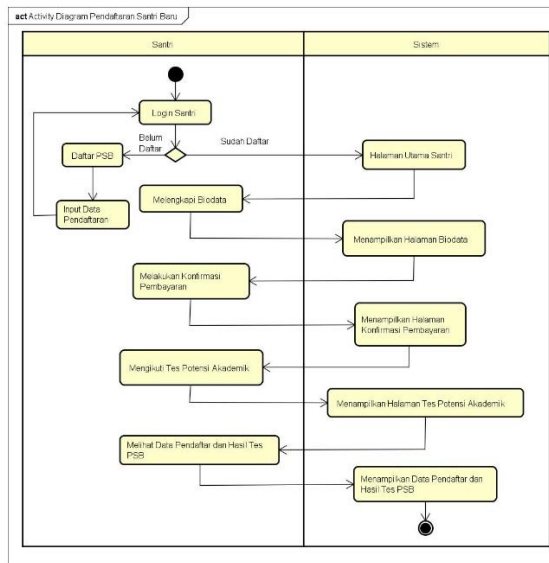 act Activity Diagram Pendaftaran Santri Baru
Santri
Sistem
Login Santri
Belum
Daftar
Sudah Daftar
Daftar PSB
Halaman Utama Santri
Input Data
Pendaftaran
Melengkapi Biodata
Menampilkan Halaman Biodata
Melakukan Konfirmasi
Pembayaran
Menampilkan Halaman
Konfirmasi Pembayaran
Mengikuti Tes Potensi Akademik
Menampilkan Halaman Tes Potensi Akademik
Melihat Data Pendaftar dan Hasil Tes
PSB
Menampilkan Data Pendaftar dan
Hasil Tes PSB